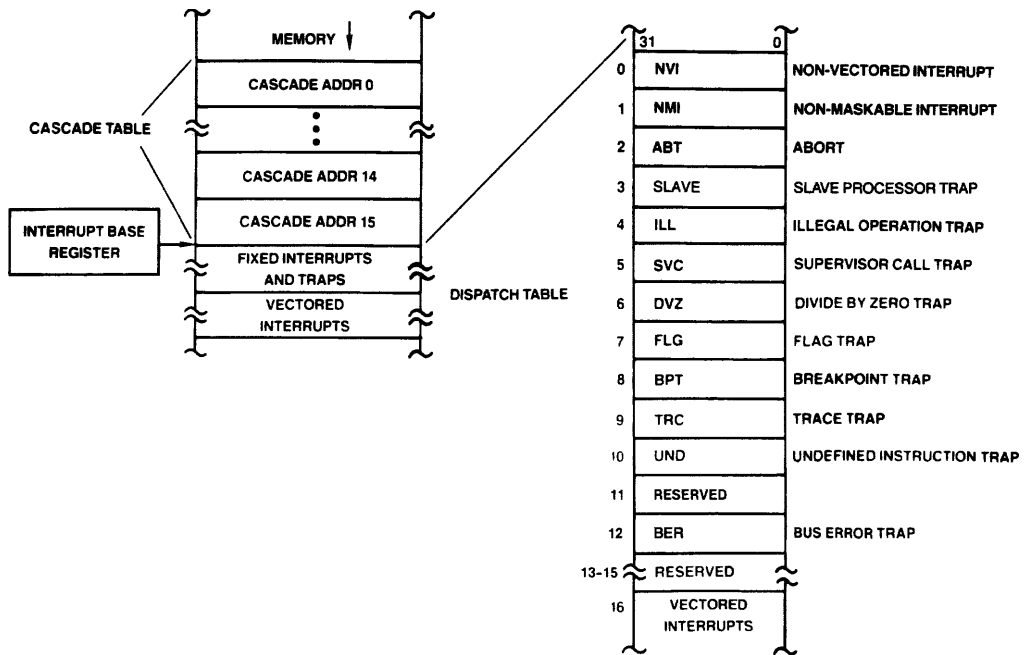 MEMORY
CASCADE ADDR 0
CASCADE TABLE
CASCADE ADDR 14
CASCADE ADDR 15
INTERRUPT BASE
REGISTER
FIXED INTERRUPTS
AND TRAPS
VECTORED
INTERRUPTS
DISPATCH TABLE
31 0
0 NVI NON-VECTORED INTERRUPT
1 NMI NON-MASKABLE INTERRUPT
2 ABT ABORT
3 SLAVE SLAVE PROCESSOR TRAP
4 ILL ILLEGAL OPERATION TRAP
5 SVC SUPERVISOR CALL TRAP
6 DVZ DIVIDE BY ZERO TRAP
7 FLG FLAG TRAP
8 BPT BREAKPOINT TRAP
9 TRC TRACE TRAP
10 UND UNDEFINED INSTRUCTION TRAP
11 RESERVED
12 BER BUS ERROR TRAP
13-15 RESERVED
16 VECTORED
INTERRUPTS